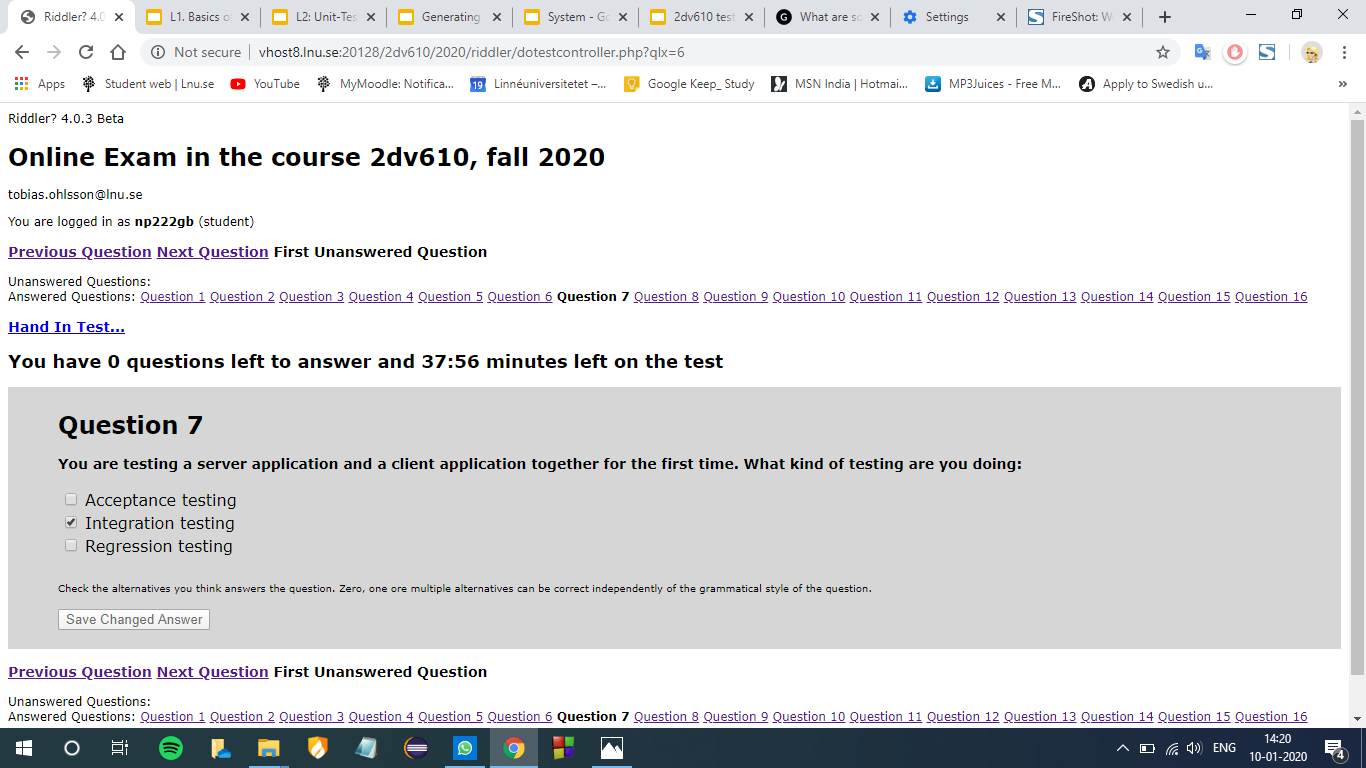 Riddler? 4.0
L1. Basics o
L2: Unit-Tes
Generating
System - Go
2dv610 test
What are sc
Settings
FireShot: W
Not secure | vhost8.lnu.se:20128/2dv610/2020/riddler/dotestcontroller.php?qlx=6
Apps
Student web | Lnu.se
YouTube
MyMoodle: Notifica...
19
Linnéuniversitetet –...
Google Keep_ Study
MSN India | Hotmai...
MP3Juices - Free M...
Apply to Swedish u...
»
Riddler? 4.0.3 Beta
Online Exam in the course 2dv610, fall 2020
tobias.ohlsson@lnu.se
You are logged in as np222gb (student)
Previous Question Next Question First Unanswered Question
Unanswered Questions:
Answered Questions: Question 1 Question 2 Question 3 Question 4 Question 5 Question 6 Question 7 Question 8 Question 9 Question 10 Question 11 Question 12 Question 13 Question 14 Question 15 Question 16
Hand In Test...
You have 0 questions left to answer and 37:56 minutes left on the test
Question 7
You are testing a server application and a client application together for the first time. What kind of testing are you doing:
Acceptance testing
Integration testing
Regression testing
Check the alternatives you think answers the question. Zero, one ore multiple alternatives can be correct independently of the grammatical style of the question.
Save Changed Answer
Previous Question Next Question First Unanswered Question
Unanswered Questions:
Answered Questions: Question 1 Question 2 Question 3 Question 4 Question 5 Question 6 Question 7 Question 8 Question 9 Question 10 Question 11 Question 12 Question 13 Question 14 Question 15 Question 16
ENG
14:20
10-01-2020
4